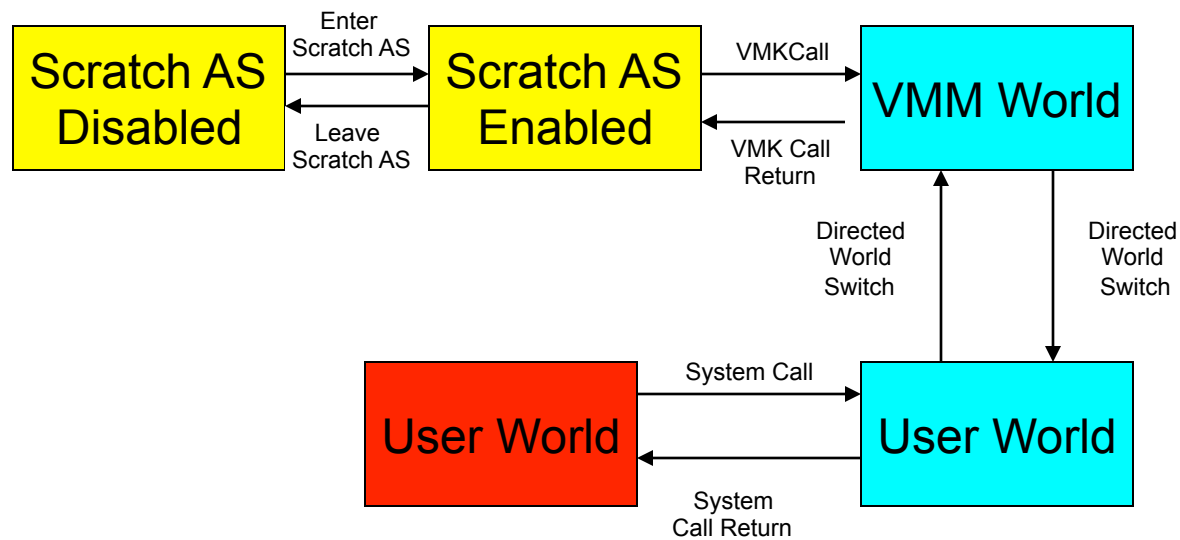 Enter
Scratch AS
Scratch AS
Disabled
Leave
Scratch AS
Scratch AS
Enabled
VMKCall
VMK Call
Return
VMM World
Directed
World
Switch
Directed
World
Switch
User World
System Call
System
Call Return
User World